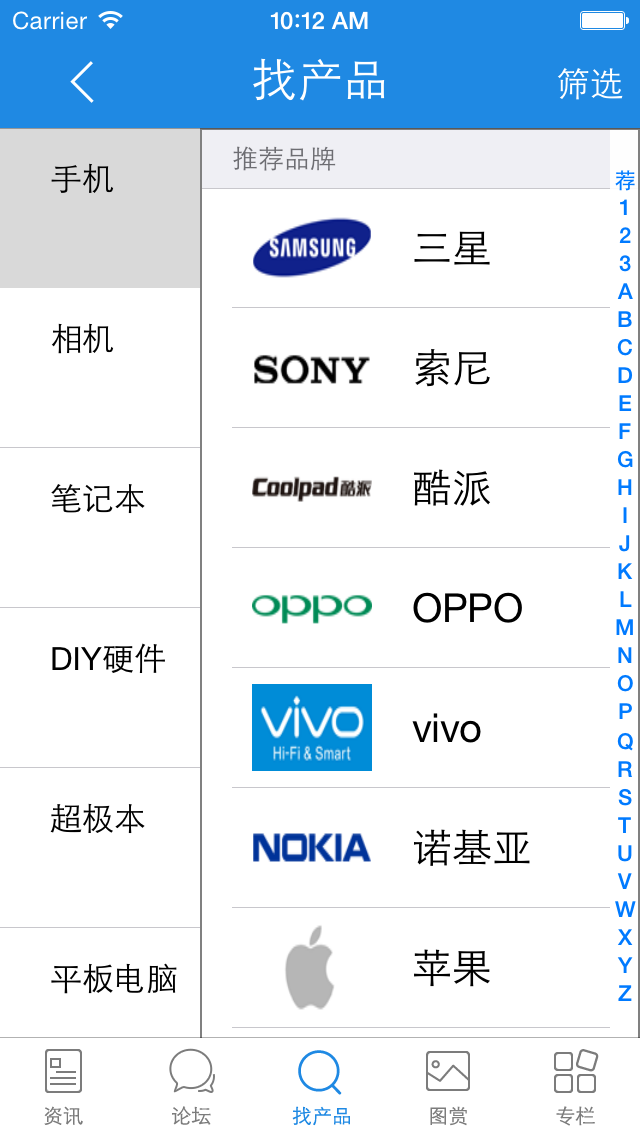 Carrier 10:12 AM
找产品 筛选
手机
相机
笔记本
DIY硬件
超极本
平板电脑
推荐品牌
SAMSUNG 三星
SONY 索尼
Coolpad酷派 酷派
oppo OPPO
vivo
Hi-Fi & Smart
vivo
NOKIA 诺基亚
苹果
荐
1
2
3
A
B
C
D
E
F
G
H
I
J
K
L
M
N
O
P
Q
R
S
T
U
V
W
X
Y
Z
资讯 论坛 找产品 图赏 专栏